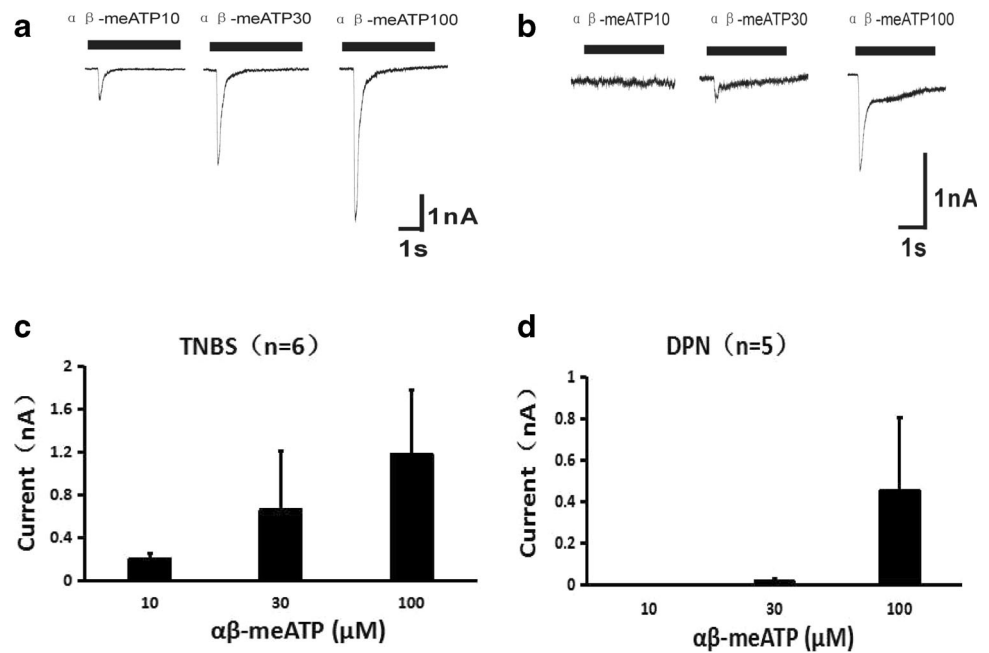 a
α β-meATP10 α β-meATP30 α β-meATP100
1nA
1s
b
α β-meATP10 α β-meATP30 α β-meATP100
1nA
1s
c
TNBS（n=6）
Current（nA）
2
1.6
1.2
0.8
0.4
0
10 30 100
αβ-meATP (μM)
d
DPN（n=5）
Current（nA）
1
0.8
0.6
0.4
0.2
0
10 30 100
αβ-meATP (μM)